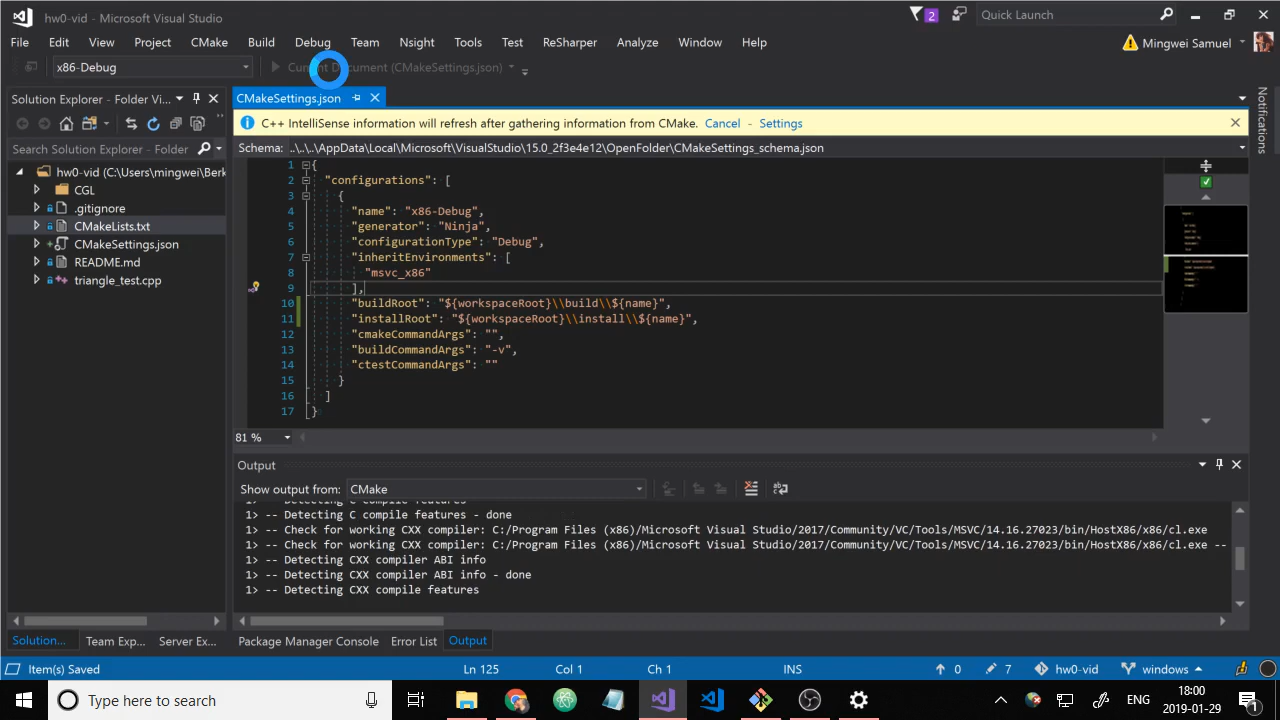 hw0-vid - Microsoft Visual Studio
2
Quick Launch
File Edit View Project CMake Build Debug Team Nsight Tools Test ReSharper Analyze Window Help
Mingwei Samuel
x86-Debug
Current Document (CMakeSettings.json)
Solution Explorer - Folder Vi...
CMakeSettings.json
C++ IntelliSense information will refresh after gathering information from CMake. Cancel - Settings
Search Solution Explorer - Folder
Schema: ..\..\..\AppData\Local\Microsoft\VisualStudio\15.0_2f3e4e12\OpenFolder\CMakeSettings_schema.json
hw0-vid (C:\Users\mingwei\Berk
CGL
.gitignore
CMakeLists.txt
CMakeSettings.json
README.md
triangle_test.cpp
1 {
2 "configurations": [
3 {
4 "name": "x86-Debug",
5 "generator": "Ninja",
6 "configurationType": "Debug",
7 "inheritEnvironments": [
8 "msvc_x86"
9 ],
10 "buildRoot": "${workspaceRoot}\\build\\${name}",
11 "installRoot": "${workspaceRoot}\\install\\${name}",
12 "cmakeCommandArgs": "",
13 "buildCommandArgs": "-v",
14 "ctestCommandArgs": ""
15 }
16 ]
17 }
81 %
Output
Show output from: CMake
1> -- Detecting C compile features
1> -- Detecting C compile features - done
1> -- Check for working CXX compiler: C:/Program Files (x86)/Microsoft Visual Studio/2017/Community/VC/Tools/MSVC/14.16.27023/bin/HostX86/x86/cl.exe
1> -- Check for working CXX compiler: C:/Program Files (x86)/Microsoft Visual Studio/2017/Community/VC/Tools/MSVC/14.16.27023/bin/HostX86/x86/cl.exe --
1> -- Detecting CXX compiler ABI info
1> -- Detecting CXX compiler ABI info - done
1> -- Detecting CXX compile features
Solution... Team Exp... Server Ex...
Package Manager Console Error List Output
Notifications
Item(s) Saved
Ln 125 Col 1 Ch 1 INS
0 7 hw0-vid windows
Type here to search
ENG
18:00
2019-01-29
1